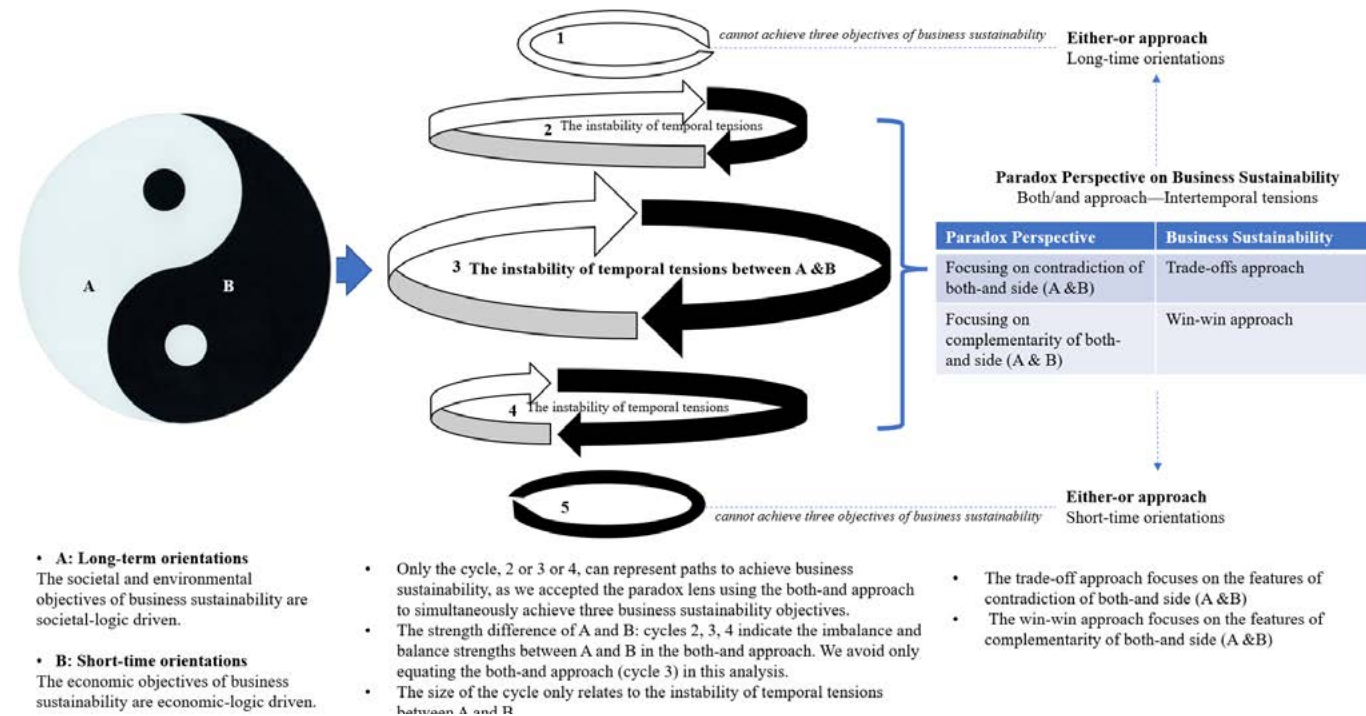 1
cannot achieve three objectives of business sustainability
Either-or approach
Long-time orientations
2 The instability of temporal tensions
A
B
3 The instability of temporal tensions between A &B
4 The instability of temporal tensions
5
cannot achieve three objectives of business sustainability
Paradox Perspective on Business Sustainability
Both/and approach—Intertemporal tensions
Paradox Perspective
Business Sustainability
Focusing on contradiction of
both-and side (A &B)
Trade-offs approach
Focusing on
complementarity of both-
and side (A & B)
Win-win approach
Either-or approach
Short-time orientations
• A: Long-term orientations
The societal and environmental
objectives of business sustainability are
societal-logic driven.
• B: Short-time orientations
The economic objectives of business
sustainability are economic-logic driven.
• Only the cycle, 2 or 3 or 4, can represent paths to achieve business
sustainability, as we accepted the paradox lens using the both-and approach
to simultaneously achieve three business sustainability objectives.
• The strength difference of A and B: cycles 2, 3, 4 indicate the imbalance and
balance strengths between A and B in the both-and approach. We avoid only
equating the both-and approach (cycle 3) in this analysis.
• The size of the cycle only relates to the instability of temporal tensions
between A and B
• The trade-off approach focuses on the features of
contradiction of both-and side (A &B)
• The win-win approach focuses on the features of
complementarity of both-and side (A &B)